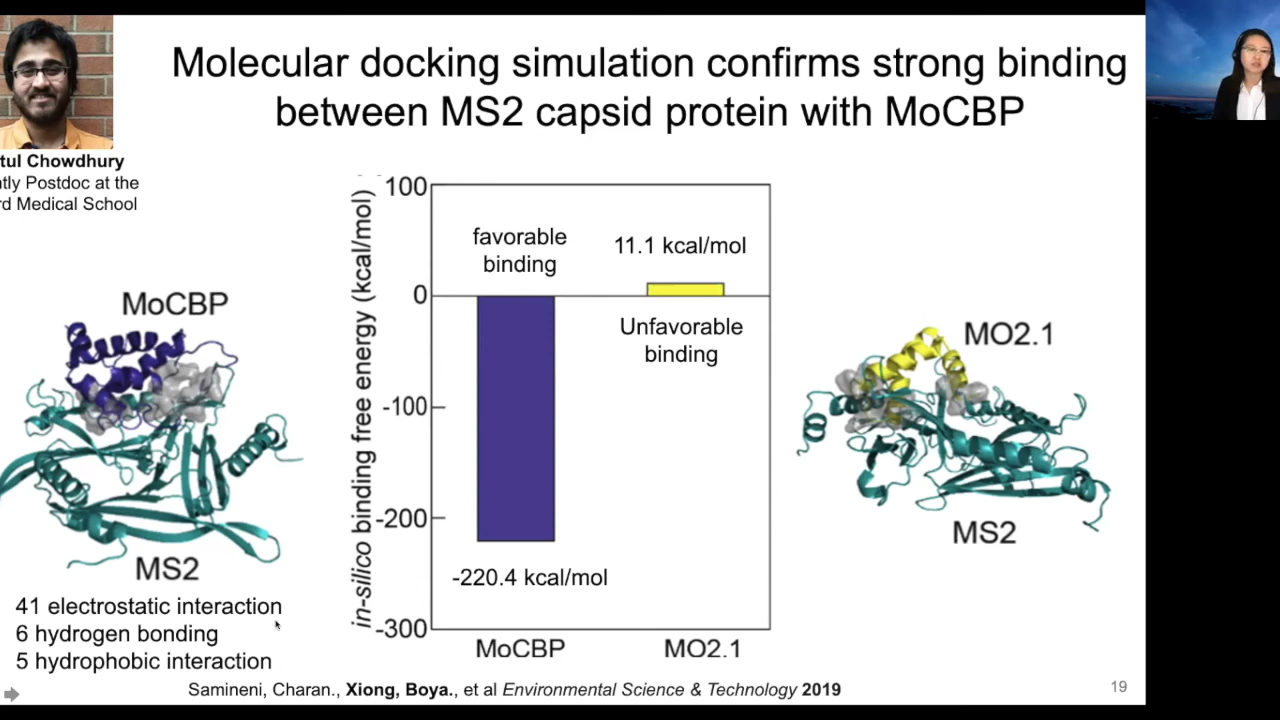 Molecular docking simulation confirms strong binding
between MS2 capsid protein with MoCBP
tul Chowdhury
tly Postdoc at the
rd Medical School
MoCBP
MS2
41 electrostatic interaction
6 hydrogen bonding
5 hydrophobic interaction
in-silico binding free energy (kcal/mol)
100
0
-100
-200
-300
favorable
binding
11.1 kcal/mol
Unfavorable
binding
-220.4 kcal/mol
MoCBP
MO2.1
MO2.1
MS2
Samineni, Charan., Xiong, Boya., et al Environmental Science & Technology 2019
19